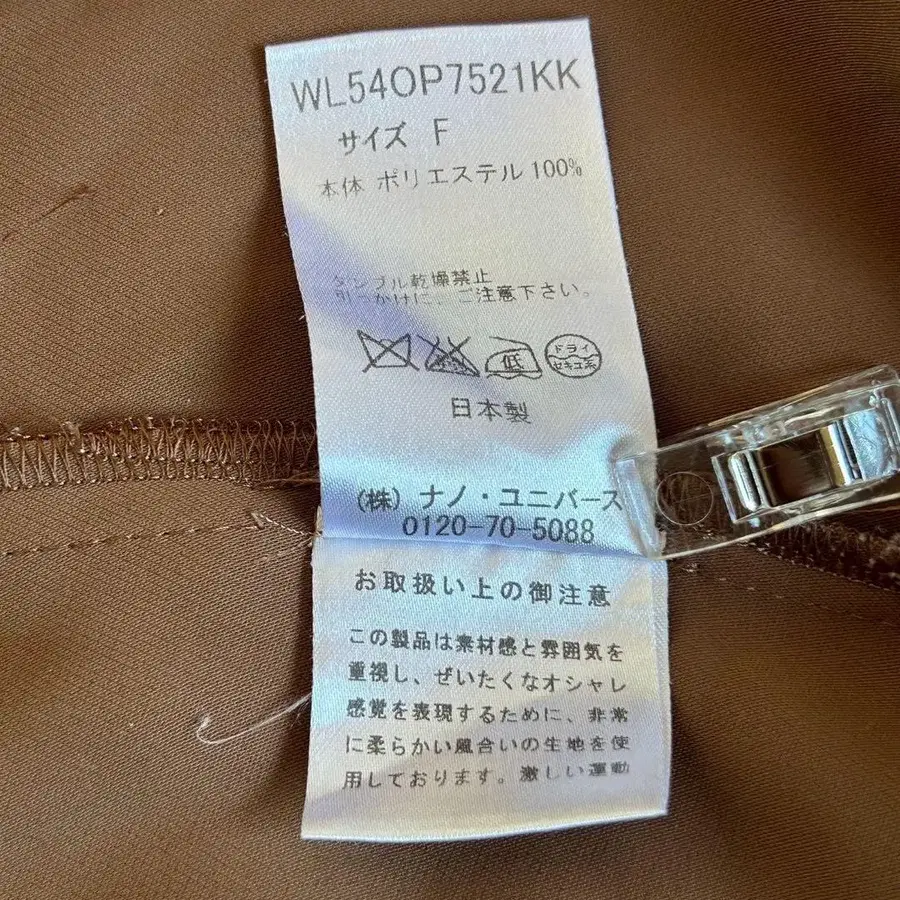 WL54OP7521KK
サイズ F
本体 ポリエステル 100%
タンブル乾燥禁止
引っかけに、ご注意下さい。
低
ドライ
セキユ系
日本製
(株) ナノ・ユニバース
0120-70-5088
お取扱い上の御注意
この製品は素材感と雰囲気を
重視し、ぜいたくなオシャレ
感覚を表現するために、非常
に柔らかい風合いの生地を使
用しております。激しい運動